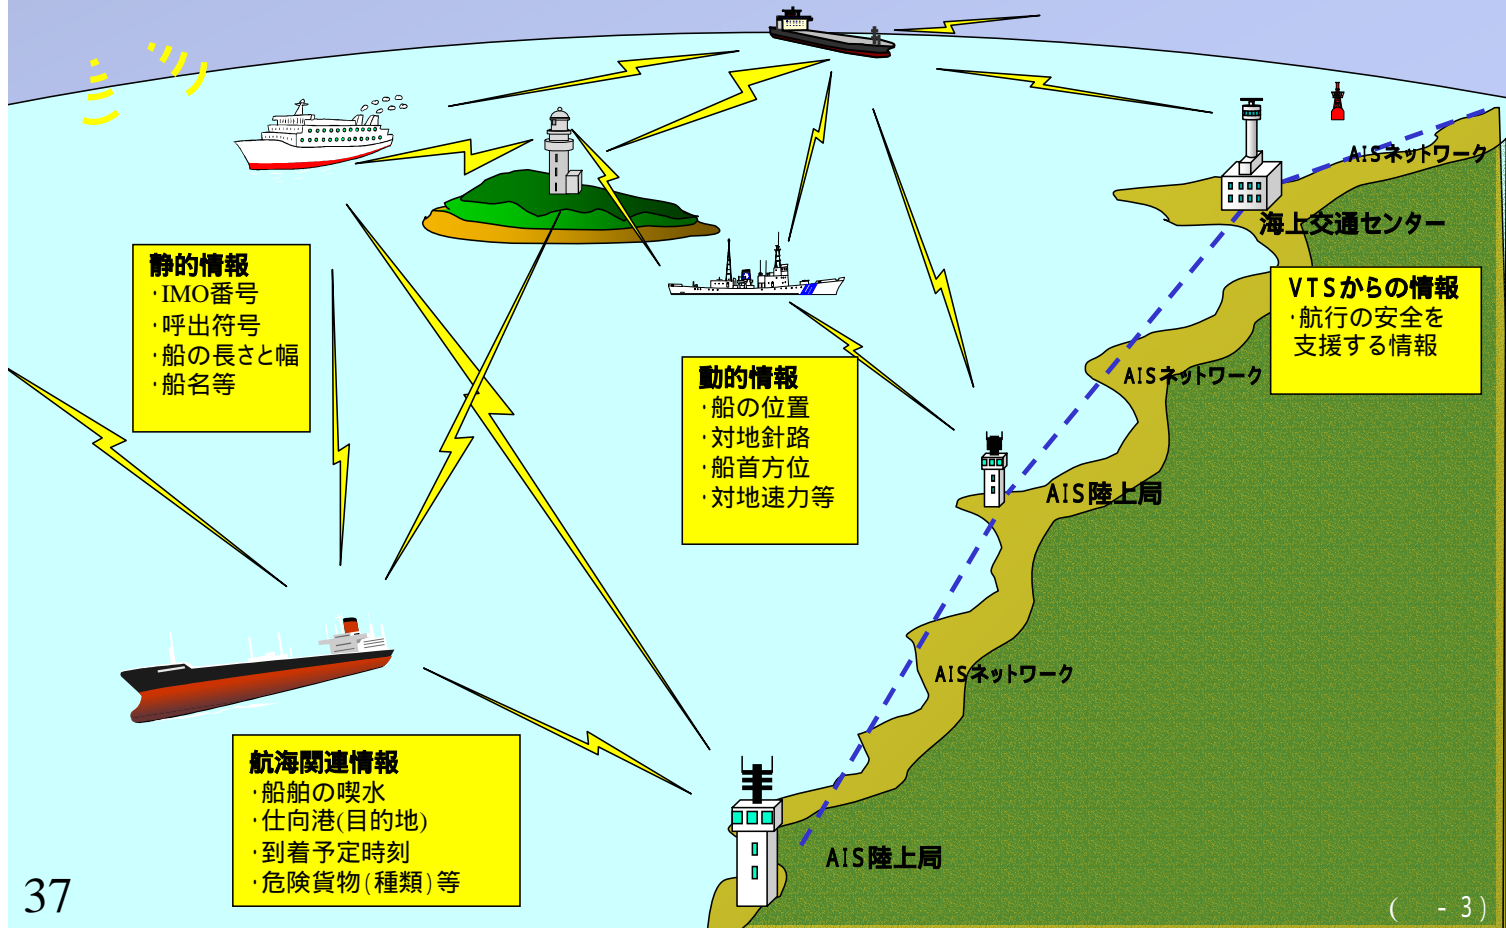 AISネットワーク
海上交通センター
静的情報
・IMO番号
・呼出符号
・船の長さと幅
・船名等
VTSからの情報
・航行の安全を
支援する情報
動的情報
・船の位置
・対地針路
・船首方位
・対地速力等
AISネットワーク
AIS陸上局
AISネットワーク
航海関連情報
・船舶の喫水
・仕向港(目的地)
・到着予定時刻
・危険貨物(種類)等
AIS陸上局
37
( - 3)